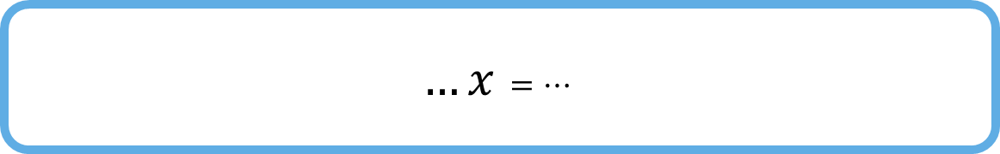 ... x = ⋯